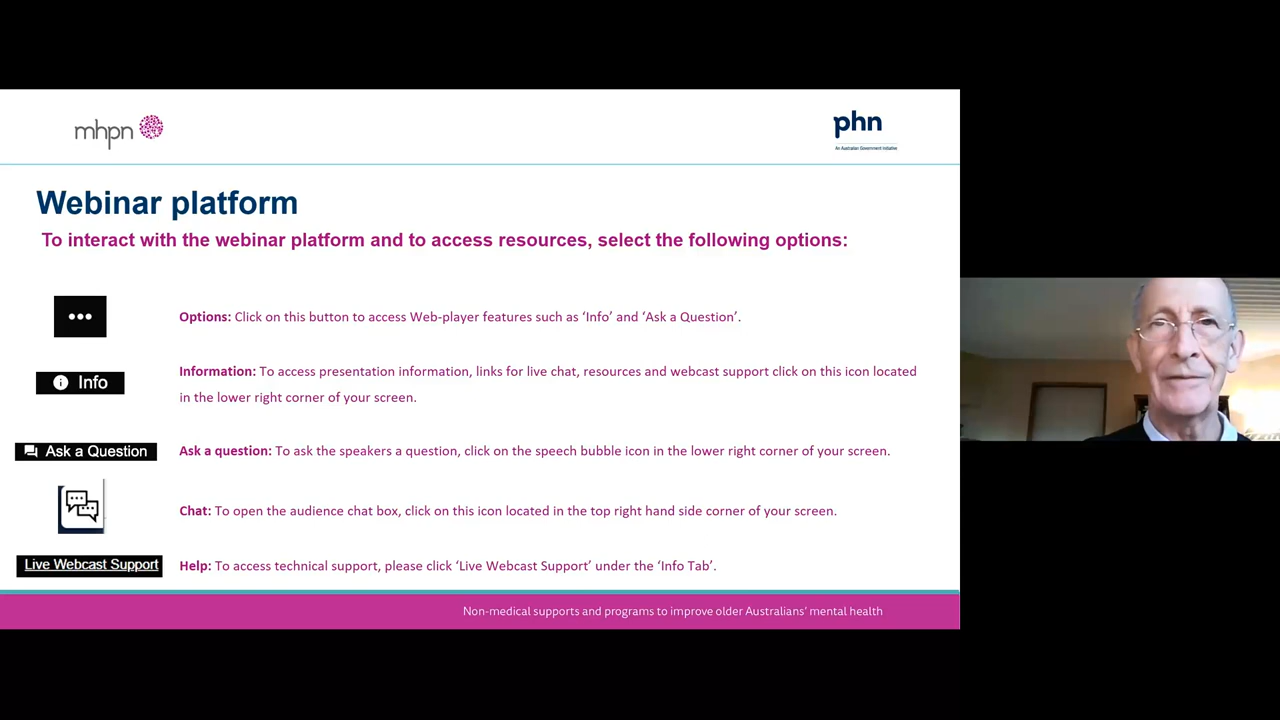 mhpn
phn
An Australian Government Initiative
Webinar platform
To interact with the webinar platform and to access resources, select the following options:
Options: Click on this button to access Web-player features such as ‘Info’ and ‘Ask a Question’.
Info
Information: To access presentation information, links for live chat, resources and webcast support click on this icon located
in the lower right corner of your screen.
Ask a Question
Ask a question: To ask the speakers a question, click on the speech bubble icon in the lower right corner of your screen.
Chat: To open the audience chat box, click on this icon located in the top right hand side corner of your screen.
Live Webcast Support
Help: To access technical support, please click ‘Live Webcast Support’ under the ‘Info Tab’.
Non-medical supports and programs to improve older Australians’ mental health